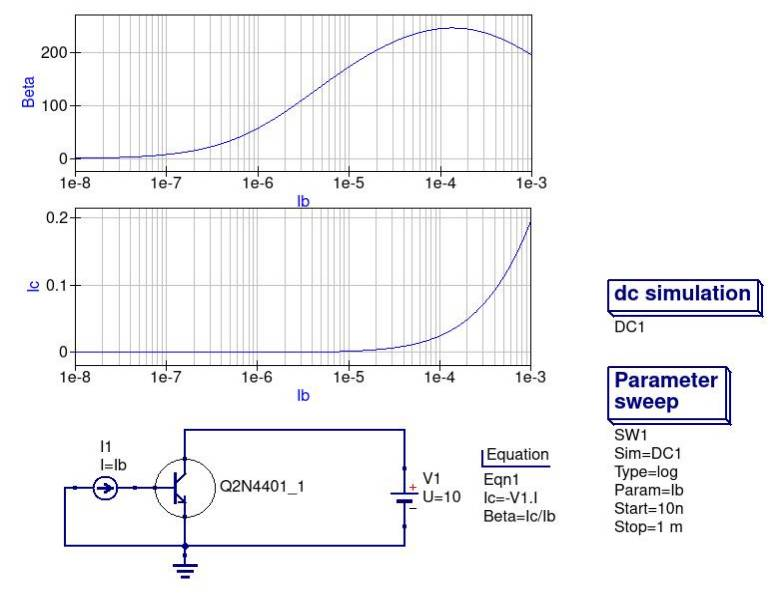 200
100
0
Beta
1e-8 1e-7 1e-6 1e-5 1e-4 1e-3
Ib
0.2
0.1
0
Ic
1e-8 1e-7 1e-6 1e-5 1e-4 1e-3
Ib
dc simulation
DC1
Parameter
sweep
SW1
Sim=DC1
Type=log
Param=Ib
Start=10n
Stop=1 m
I1
I=Ib
Q2N4401_1
+
V1
U=10
−
Equation
Eqn1
Ic=-V1.I
Beta=Ic/Ib